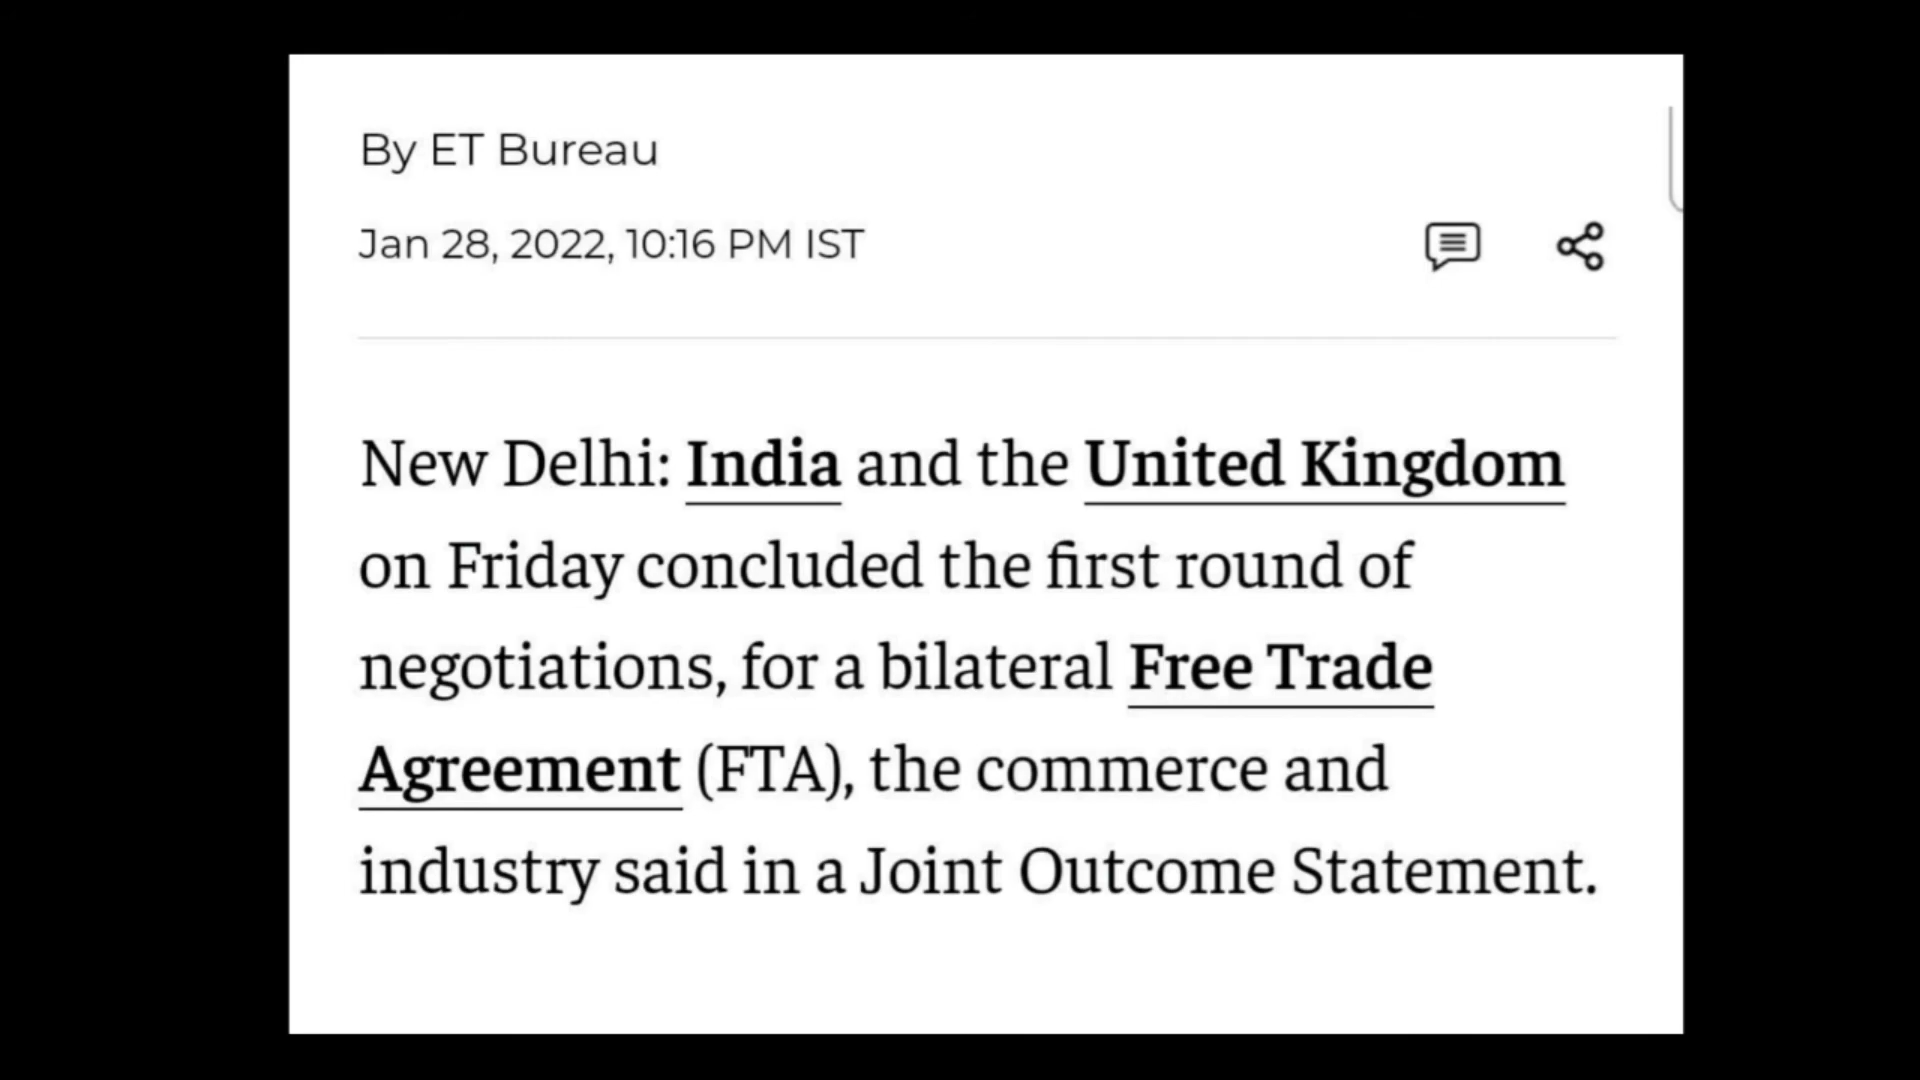 By ET Bureau
Jan 28, 2022, 10:16 PM IST
New Delhi: India and the United Kingdom
on Friday concluded the first round of
negotiations, for a bilateral Free Trade
Agreement (FTA), the commerce and
industry said in a Joint Outcome Statement.